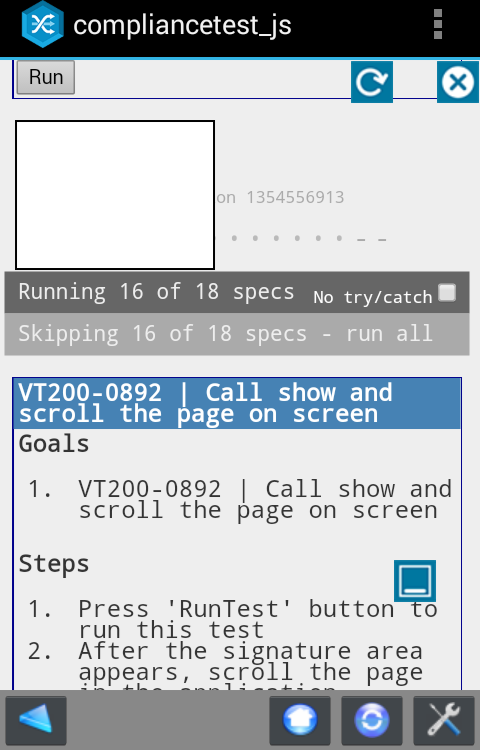 compliancetest_js
Run
on 1354556913
Running 16 of 18 specs No try/catch
Skipping 16 of 18 specs - run all
VT200-0892 | Call show and
scroll the page on screen
Goals
1. VT200-0892 | Call show and
scroll the page on screen
Steps
1. Press 'RunTest' button to
run this test
2. After the signature area
appears, scroll the page
in the application